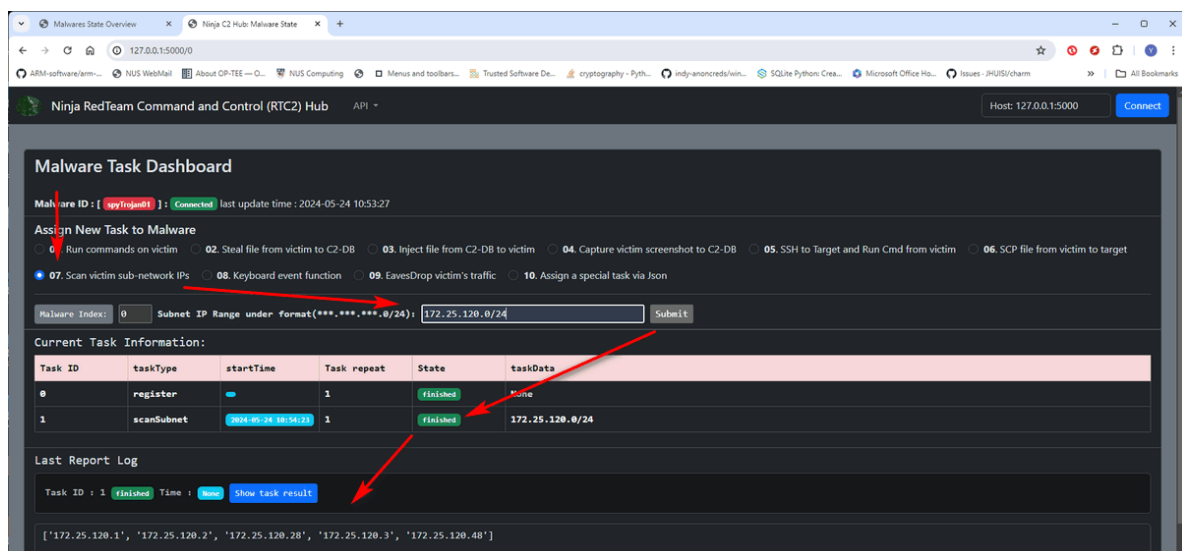 Malwares State Overview
Ninja C2 Hub: Malware State
127.0.0.1:5000/0
ARM-software/arm-...
NUS WebMail
About OP-TEE — O...
NUS Computing
Menus and toolbars...
Trusted Software De...
cryptography - Pyth...
indy-anoncreds/win...
SQLite Python: Crea...
Microsoft Office Ho...
Issues · JHUISI/charm
All Bookmarks
Ninja RedTeam Command and Control (RTC2) Hub API
Host: 127.0.0.1:5000 Connect
Malware Task Dashboard
Malware ID : [ spyTrojan01 ] : Connected last update time : 2024-05-24 10:53:27
Assign New Task to Malware
Run commands on victim 02. Steal file from victim to C2-DB 03. Inject file from C2-DB to victim 04. Capture victim screenshot to C2-DB 05. SSH to Target and Run Cmd from victim 06. SCP file from victim to target
07. Scan victim sub-network IPs 08. Keyboard event function 09. EavesDrop victim's traffic 10. Assign a special task via Json
Malware Index: 0 Subnet IP Range under format(***.***.***.0/24): 172.25.120.0/24 Submit
Current Task Information:
Task ID taskType startTime Task repeat State taskData
0 register 1 finished None
1 scanSubnet 2024-05-24 10:54:23 1 finished 172.25.120.0/24
Last Report Log
Task ID : 1 finished Time : None Show task result
['172.25.120.1', '172.25.120.2', '172.25.120.28', '172.25.120.3', '172.25.120.48']